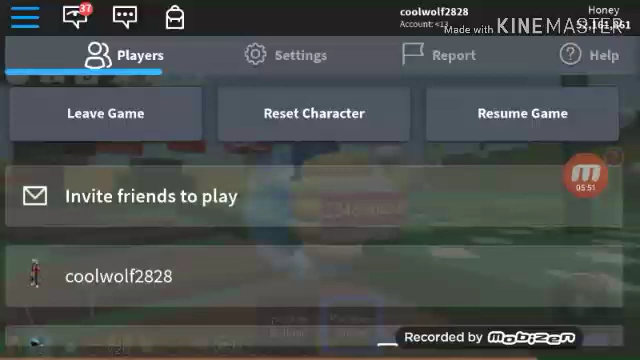 37
coolwolf2828
Account: <13
Honey
Made with KINEMASTER
Players
Settings
Report
Help
Leave Game
Reset Character
Resume Game
05:51
Invite friends to play
coolwolf2828
Recorded by mobizen